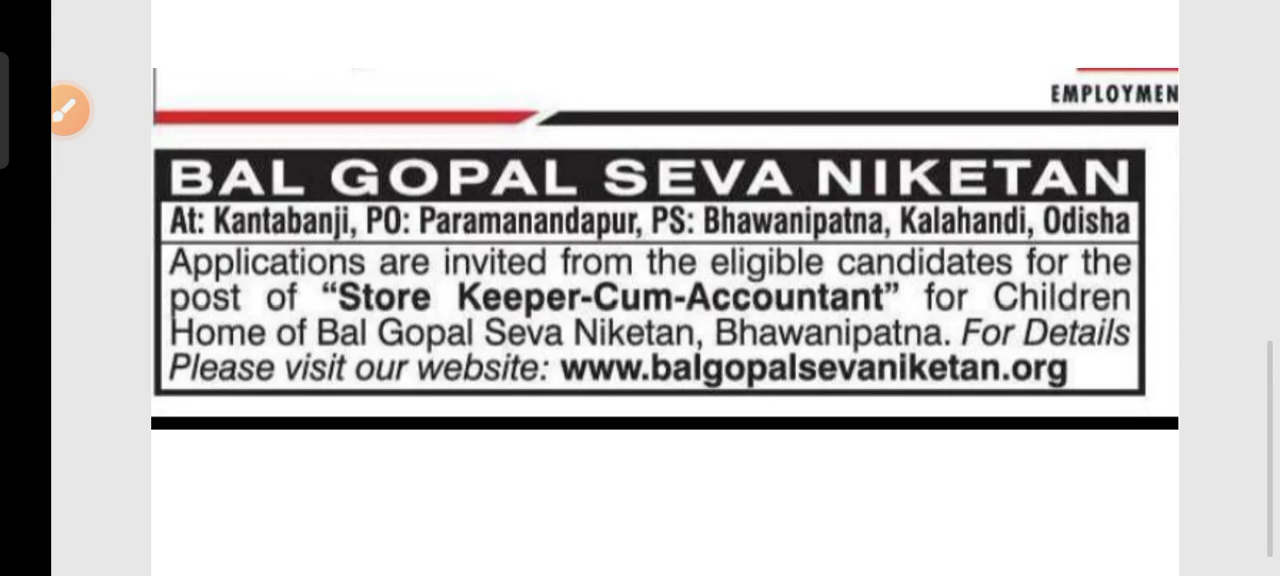 EMPLOYMEN
BAL GOPAL SEVA NIKETAN
At: Kantabanji, PO: Paramanandapur, PS: Bhawanipatna, Kalahandi, Odisha
Applications are invited from the eligible candidates for the
post of “Store Keeper-Cum-Accountant” for Children
Home of Bal Gopal Seva Niketan, Bhawanipatna. For Details
Please visit our website: www.balgopalsevaniketan.org